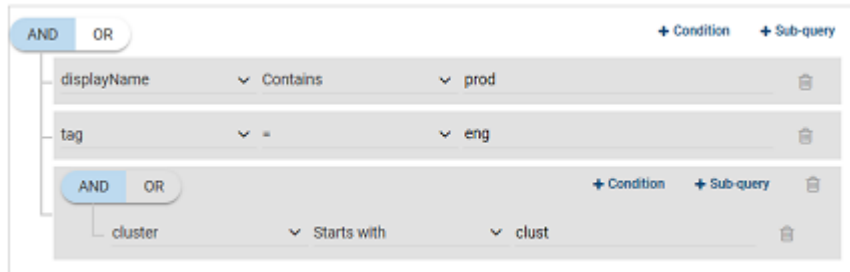 AND OR + Condition + Sub-query
displayName Contains prod
tag = eng
AND OR + Condition + Sub-query
cluster Starts with clust